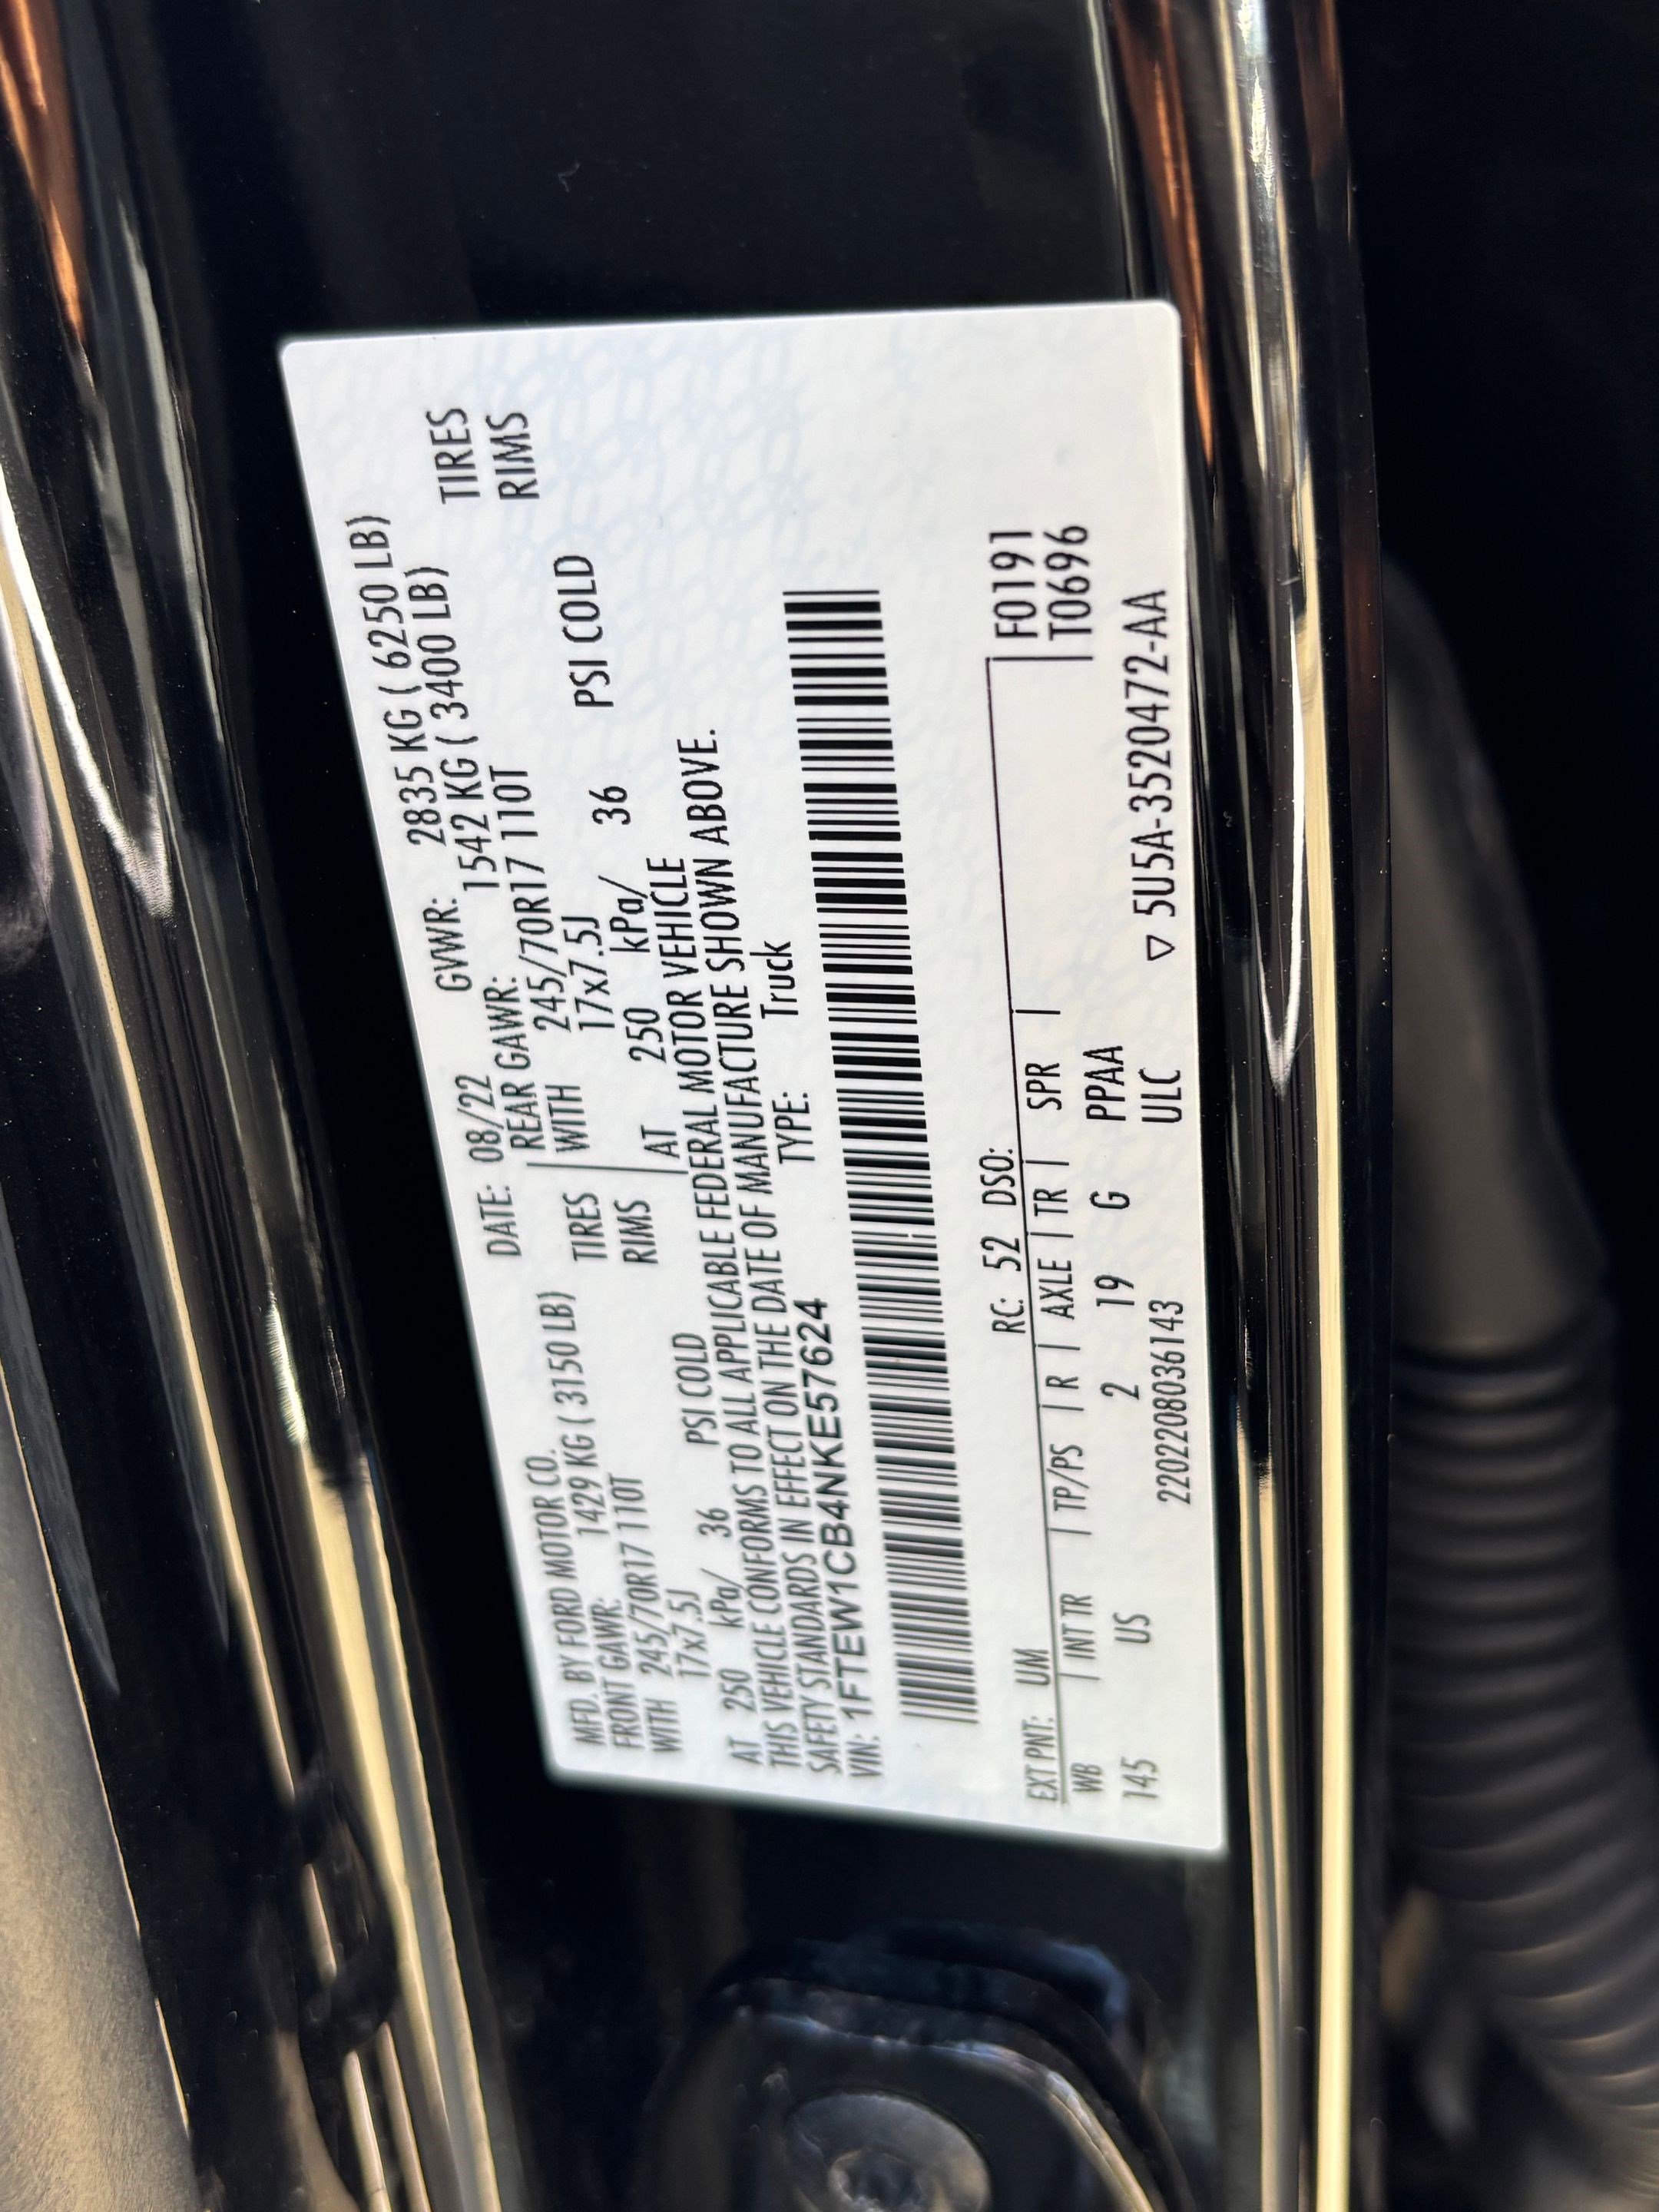 MFD. BY FORD MOTOR CO. DATE: 08/22 GVWR: 2835 KG ( 6250 LB)
FRONT GAWR: 1429 KG ( 3150 LB) REAR GAWR: 1542 KG ( 3400 LB)
WITH 245/70R17 110T TIRES WITH 245/70R17 110T TIRES
17x7.5J RIMS 17x7.5J RIMS
AT 250 kPa/ 36 PSI COLD AT 250 kPa/ 36 PSI COLD
THIS VEHICLE CONFORMS TO ALL APPLICABLE FEDERAL MOTOR VEHICLE
SAFETY STANDARDS IN EFFECT ON THE DATE OF MANUFACTURE SHOWN ABOVE.
VIN: 1FTEW1CB4NKE57624 TYPE: Truck
EXT PNT: UM RC: 52 DSO:
WB | INT TR | TP/PS | R | AXLE | TR | SPR | F0191
145 US 2 19 G PPAA T0696
2202208036143 ULC ▽ 5U5A-3520472-AA